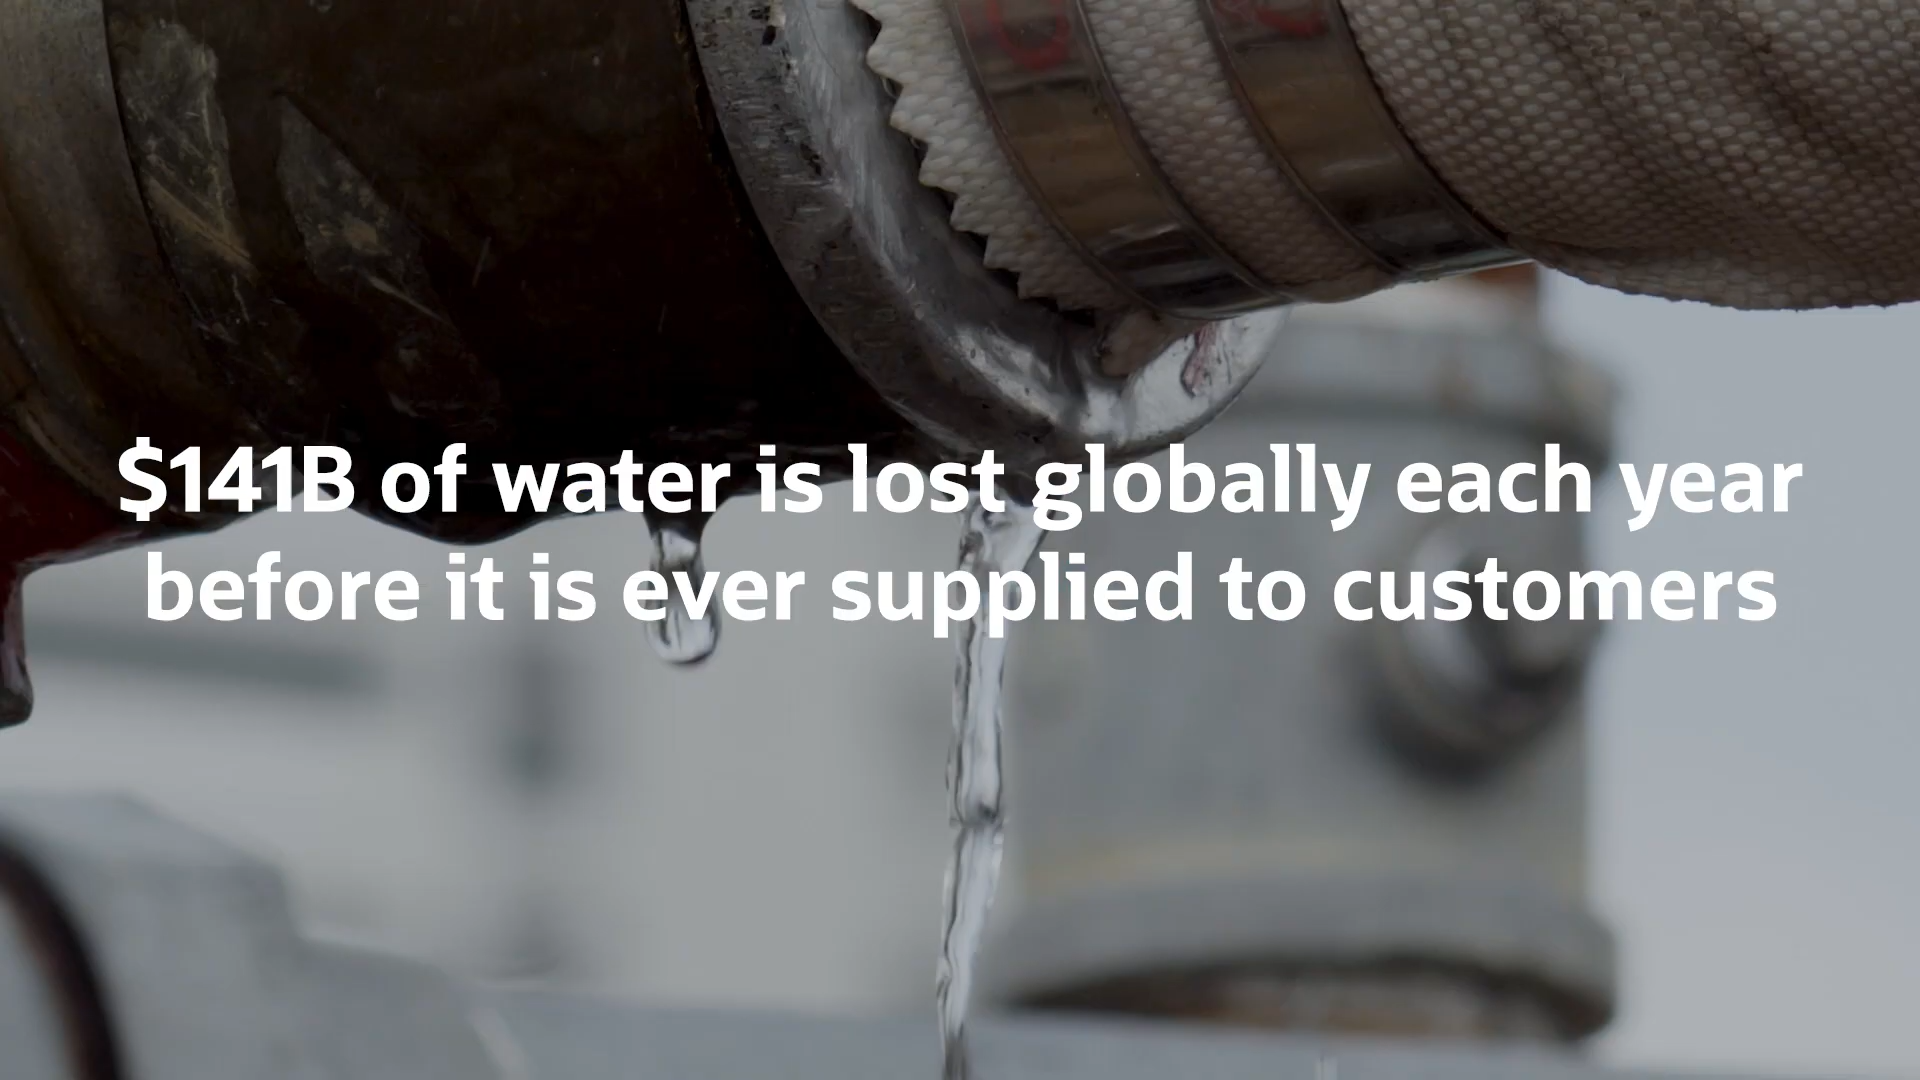 $141B of water is lost globally each year
before it is ever supplied to customers